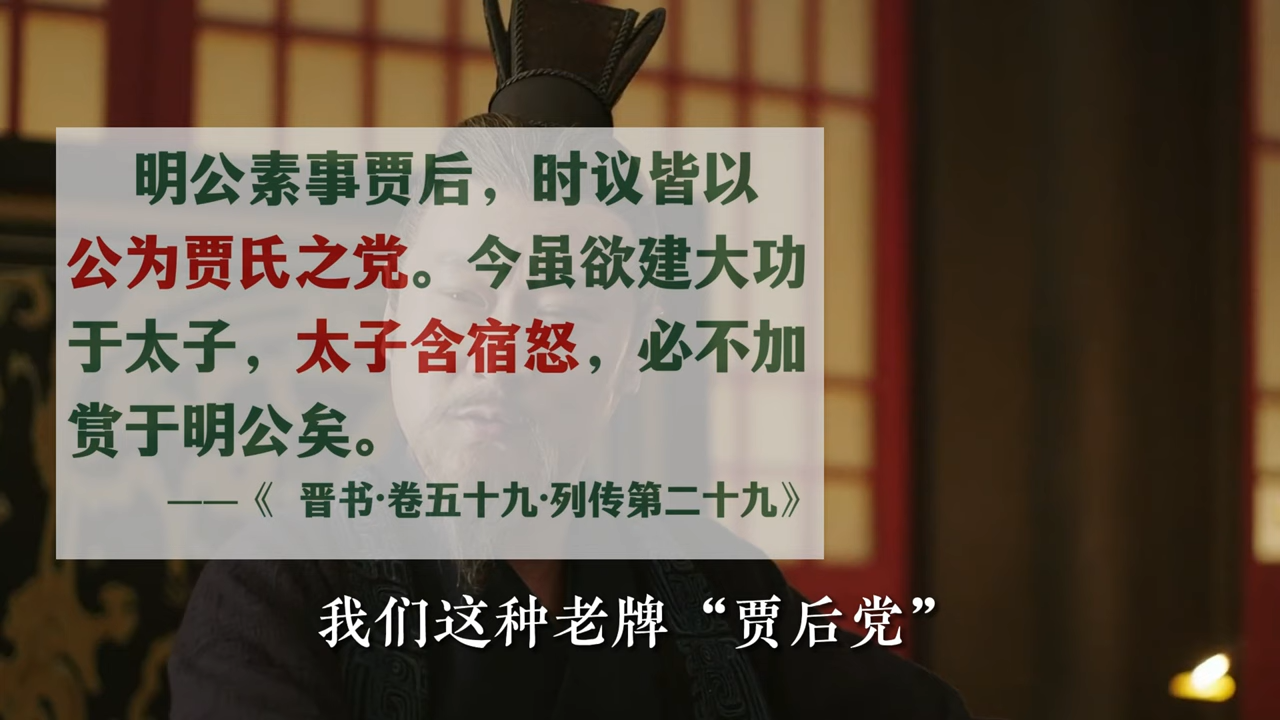 明公素事贾后，时议皆以
公为贾氏之党。今虽欲建大功
于太子，太子含宿怒，必不加
赏于明公矣。
——《 晋书·卷五十九·列传第二十九》
我们这种老牌“贾后党”